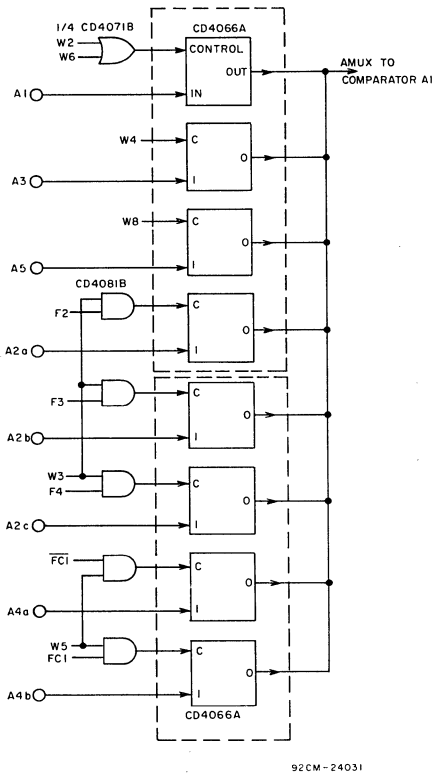 1/4 CD4071B
CD4066A
W2
W6
CONTROL
OUT
AMUX TO
COMPARATOR A1
A1
IN
W4
C
O
A3
I
W8
C
O
A5
I
CD4081B
F2
C
O
A2a
I
F3
C
O
A2b
I
W3
F4
C
O
A2c
I
F̅C̅1̅
C
O
A4a
I
W5
FC1
C
O
A4b
I
CD4066A
92CM-24031